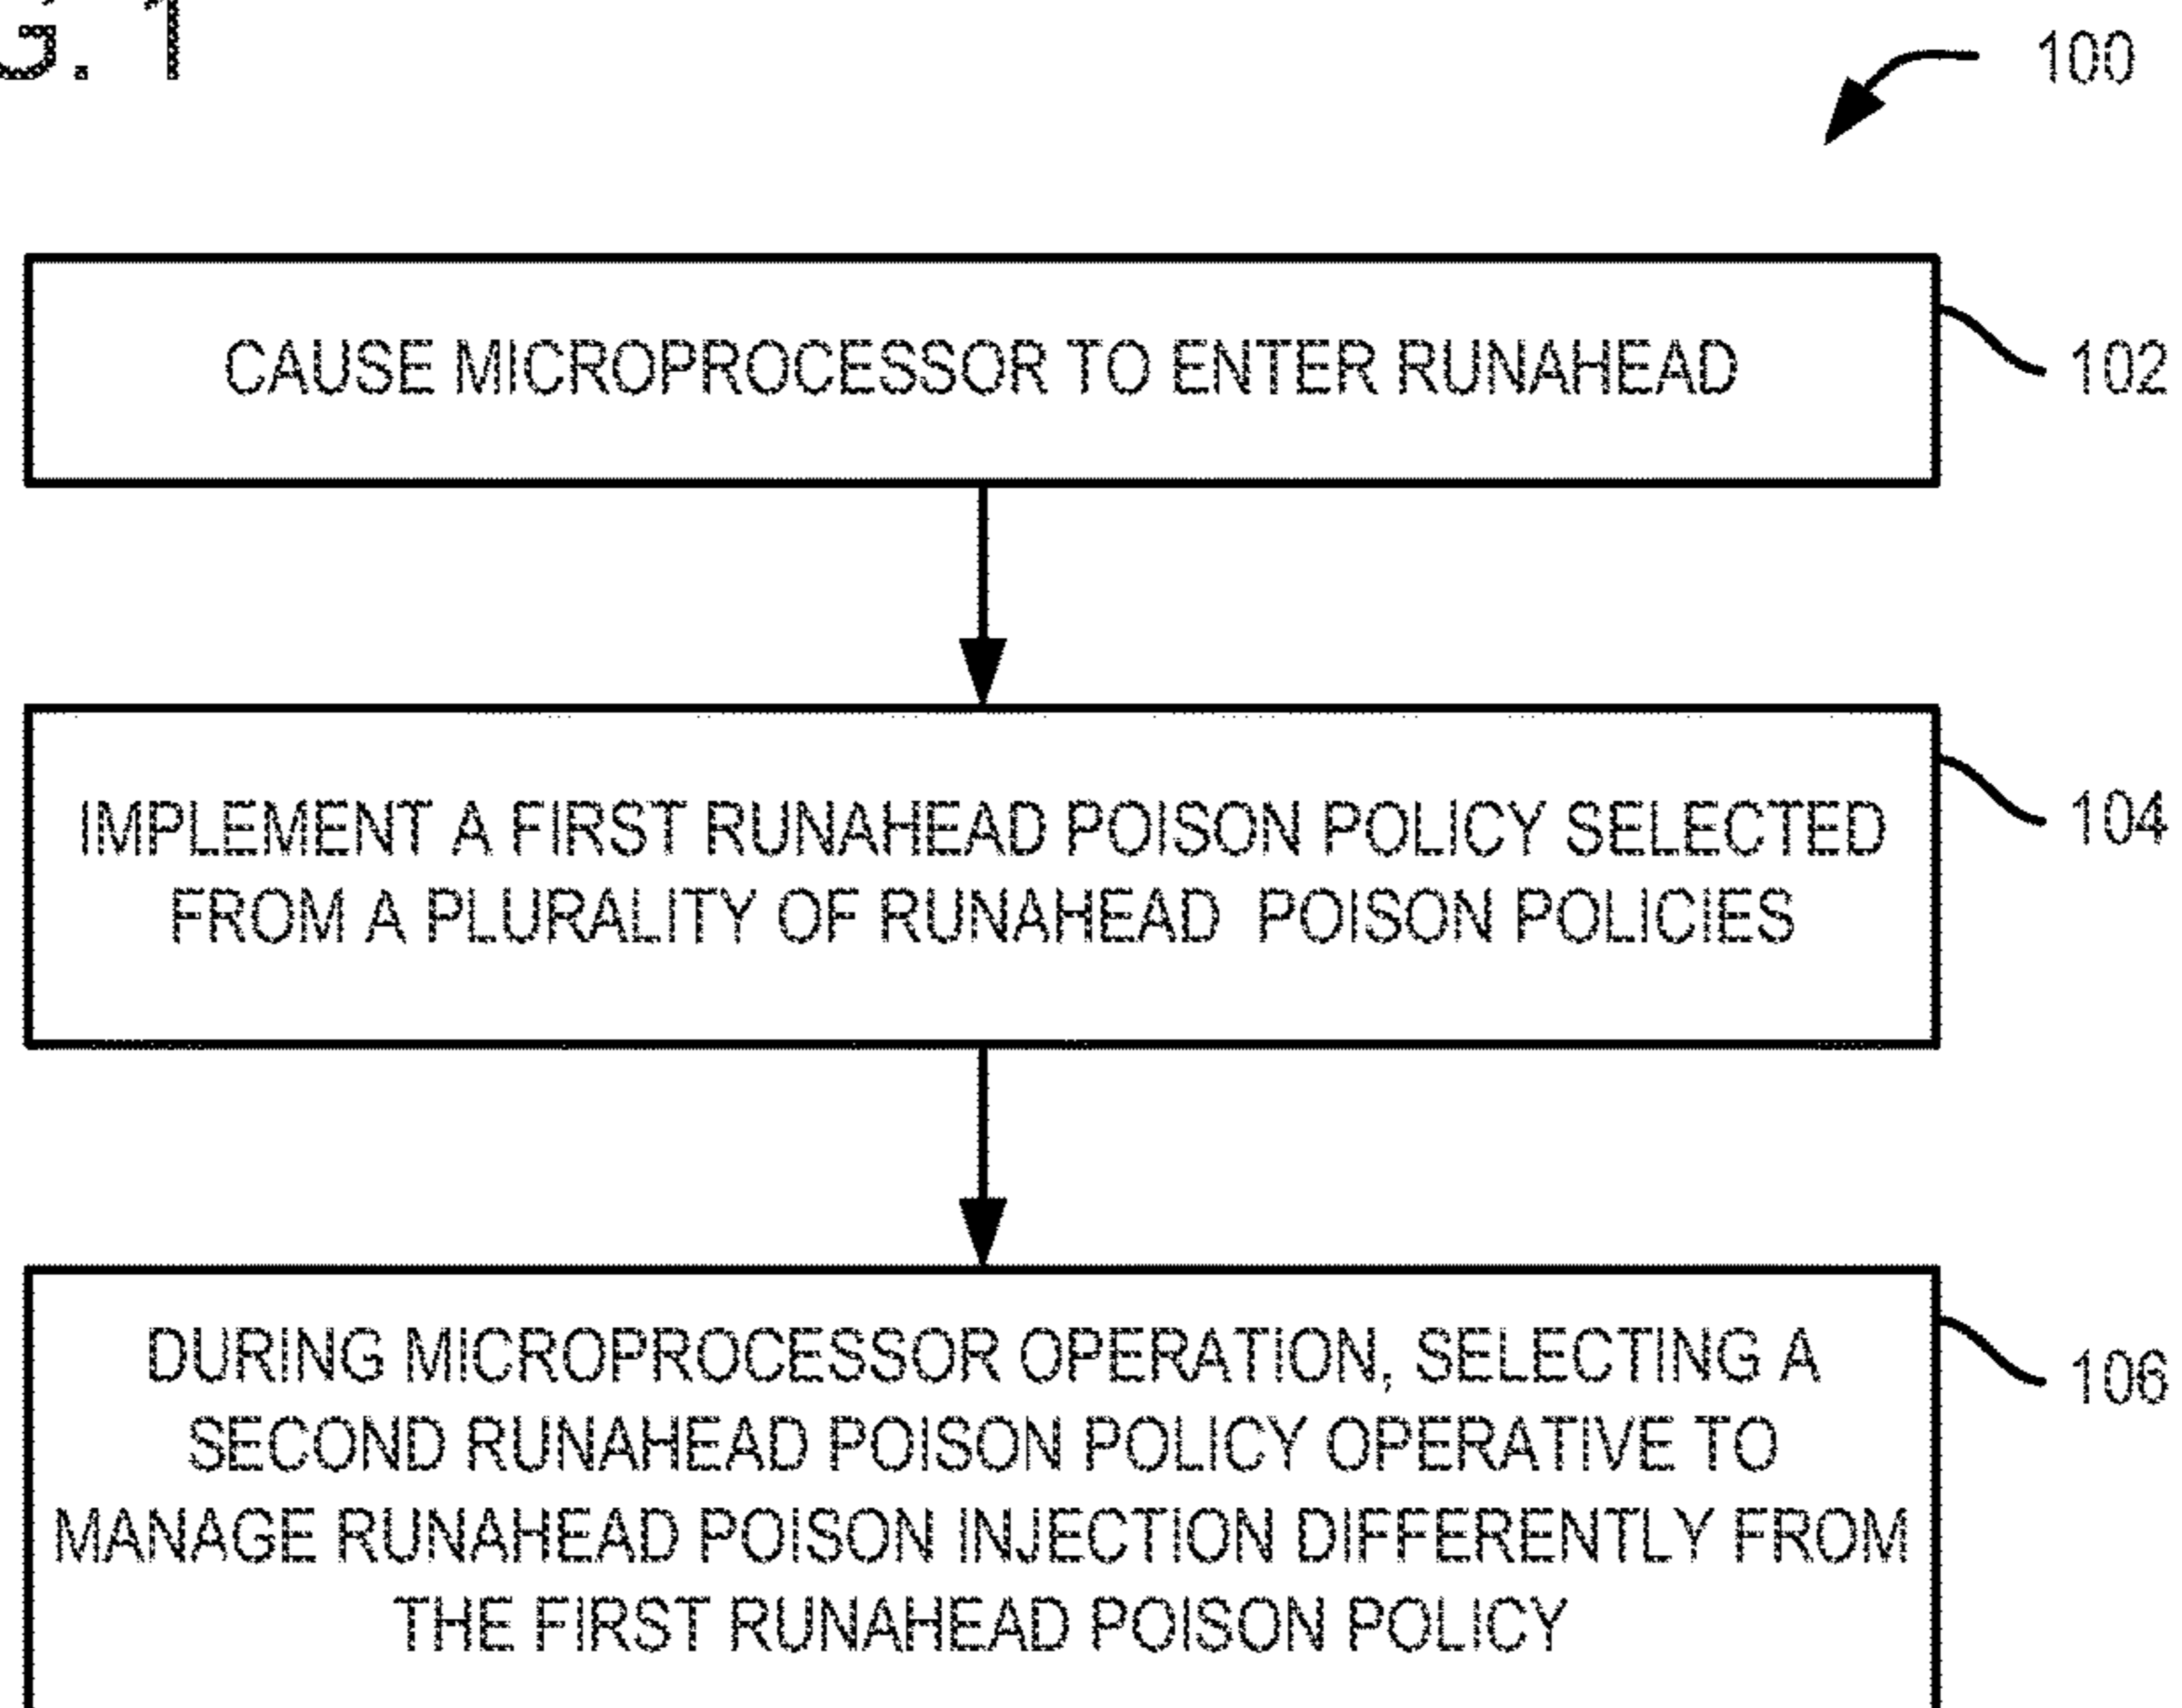 G. 1
100
CAUSE MICROPROCESSOR TO ENTER RUNAHEAD
102
IMPLEMENT A FIRST RUNAHEAD POISON POLICY SELECTED
FROM A PLURALITY OF RUNAHEAD POISON POLICIES
104
DURING MICROPROCESSOR OPERATION, SELECTING A
SECOND RUNAHEAD POISON POLICY OPERATIVE TO
MANAGE RUNAHEAD POISON INJECTION DIFFERENTLY FROM
THE FIRST RUNAHEAD POISON POLICY
106